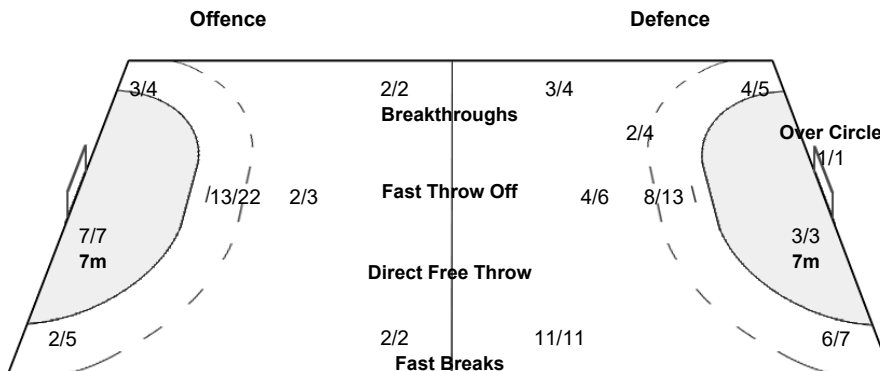 Offence Defence
3/4 2/2 3/4 4/5
Breakthroughs
2/4 Over Circle
1/1
13/22 2/3 Fast Throw Off 4/6 8/13
7/7 3/3
7m 7m
Direct Free Throw
2/5 2/2 11/11 6/7
Fast Breaks